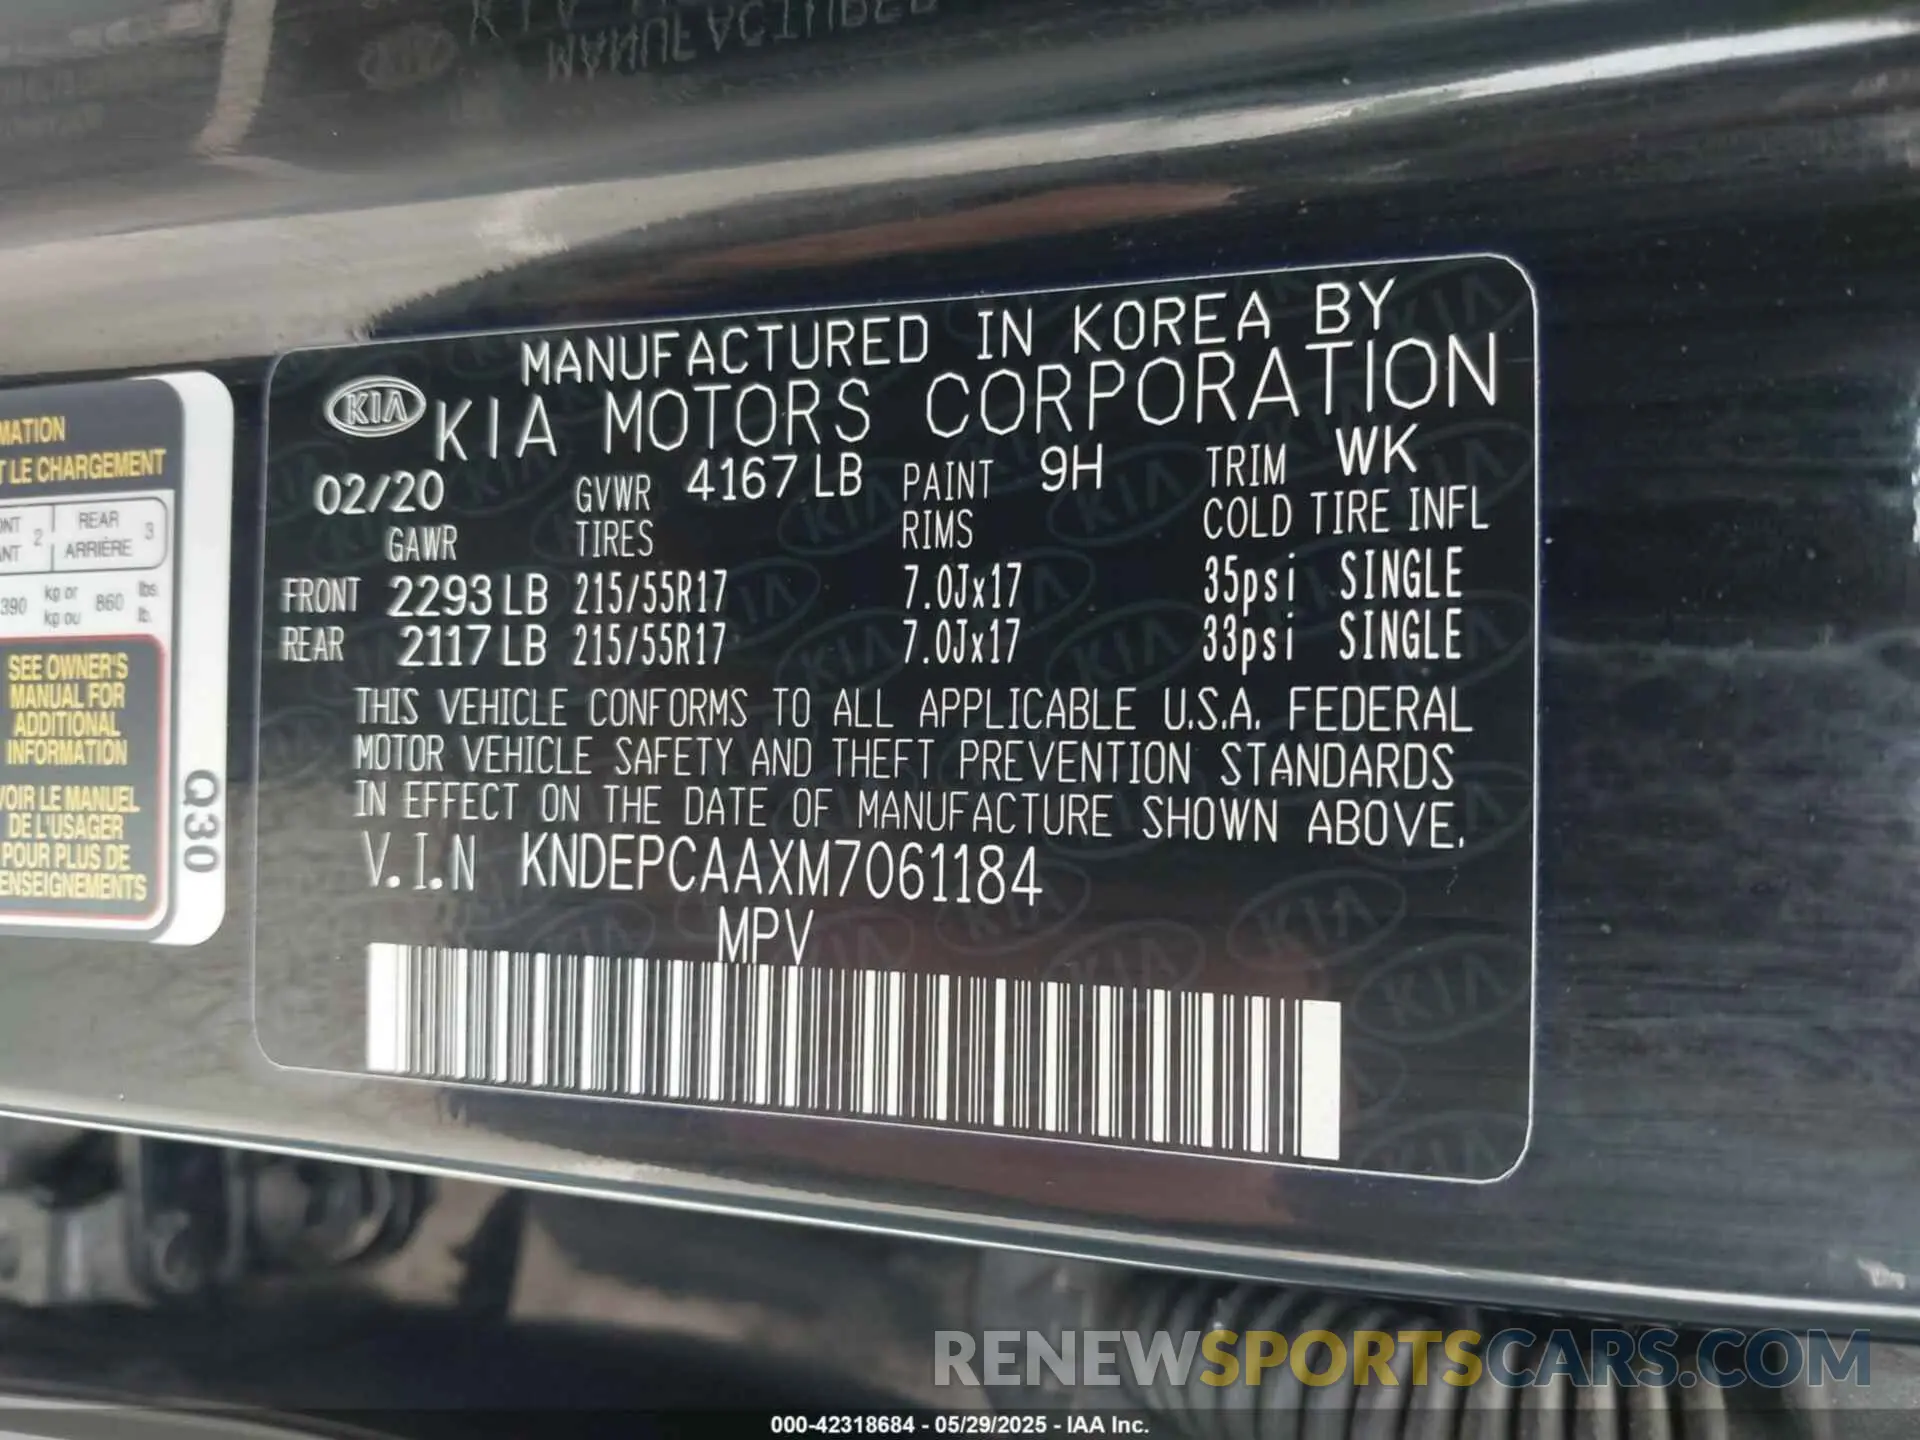 MANUFACTURED IN KOREA BY
KIA KIA MOTORS CORPORATION
02/20 GVWR 4167 LB PAINT 9H TRIM WK
GAWR TIRES RIMS COLD TIRE INFL
FRONT 2293 LB 215/55R17 7.0Jx17 35psi SINGLE
REAR 2117 LB 215/55R17 7.0Jx17 33psi SINGLE
THIS VEHICLE CONFORMS TO ALL APPLICABLE U.S.A. FEDERAL
MOTOR VEHICLE SAFETY AND THEFT PREVENTION STANDARDS
IN EFFECT ON THE DATE OF MANUFACTURE SHOWN ABOVE.
V.I.N KNDEPCAAXM7061184
MPV
LE CHARGEMENT
2 REAR 3
ARRIÈRE
390 kg or 860 lbs.
kg ou lb.
SEE OWNER'S
MANUAL FOR
ADDITIONAL
INFORMATION
LE MANUEL
DE L'USAGER
POUR PLUS DE
Q30
RENEWSPORTSCARS.COM
000-42318684 - 05/29/2025 - IAA Inc.